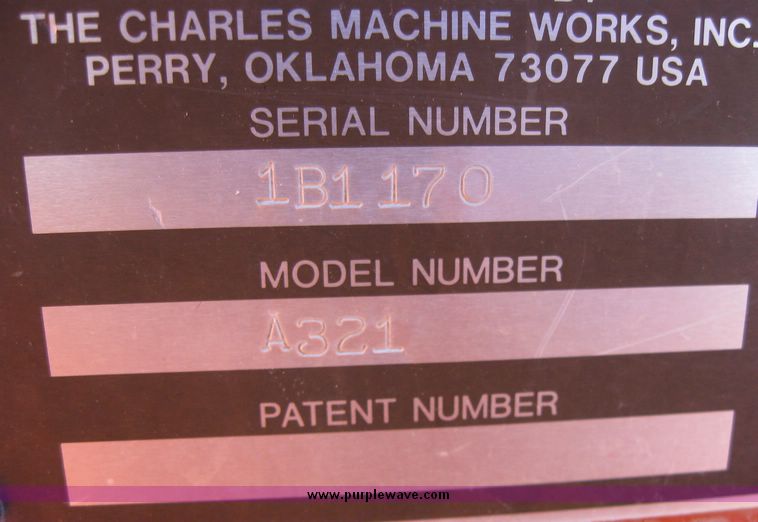 THE CHARLES MACHINE WORKS, INC.
PERRY, OKLAHOMA 73077 USA
SERIAL NUMBER
1B1170
MODEL NUMBER
A321
PATENT NUMBER
www.purplewave.com